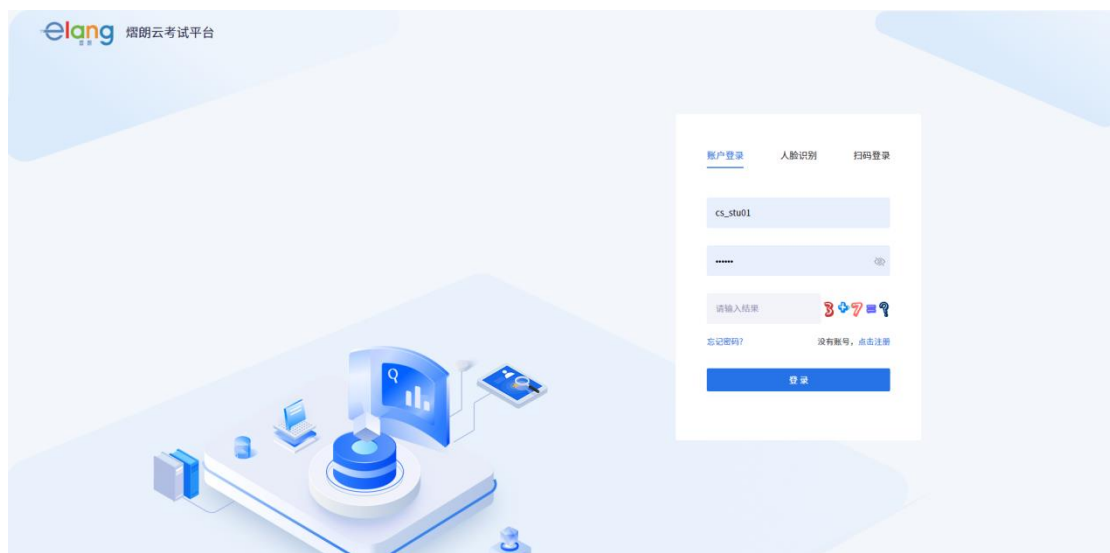 elang 熠朗云考试平台
熠朗
账户登录 人脸识别 扫码登录
cs_stu01
••••••
请输入结果 3+7=?
忘记密码? 没有账号，点击注册
登 录